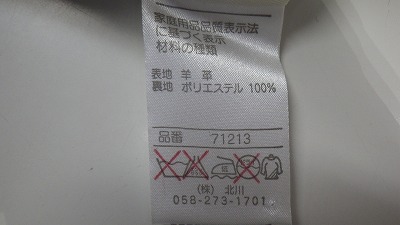 家庭用品品質表示法
に基づく表示
材料の種類
表地 羊 革
裏地 ポリエステル 100%
品番 71213
(株) 北川
058-273-1701